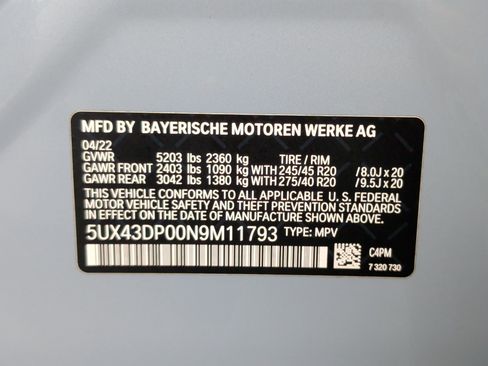 MFD BY BAYERISCHE MOTOREN WERKE AG
04/22
GVWR 5203 lbs 2360 kg TIRE / RIM
GAWR FRONT 2403 lbs 1090 kg 245/45 R20 / 8.0J x 20
GAWR REAR 3042 lbs 1380 kg 275/40 R20 / 9.5J x 20
THIS VEHICLE CONFORMS TO ALL APPLICABLE U. S. FEDERAL
MOTOR VEHICLE SAFETY AND THEFT PREVENTION STANDARDS
IN EFFECT ON THE DATE OF MANUFACTURE SHOWN ABOVE.
5UX43DP00N9M11793 TYPE: MPV
C4PM
7 320 730